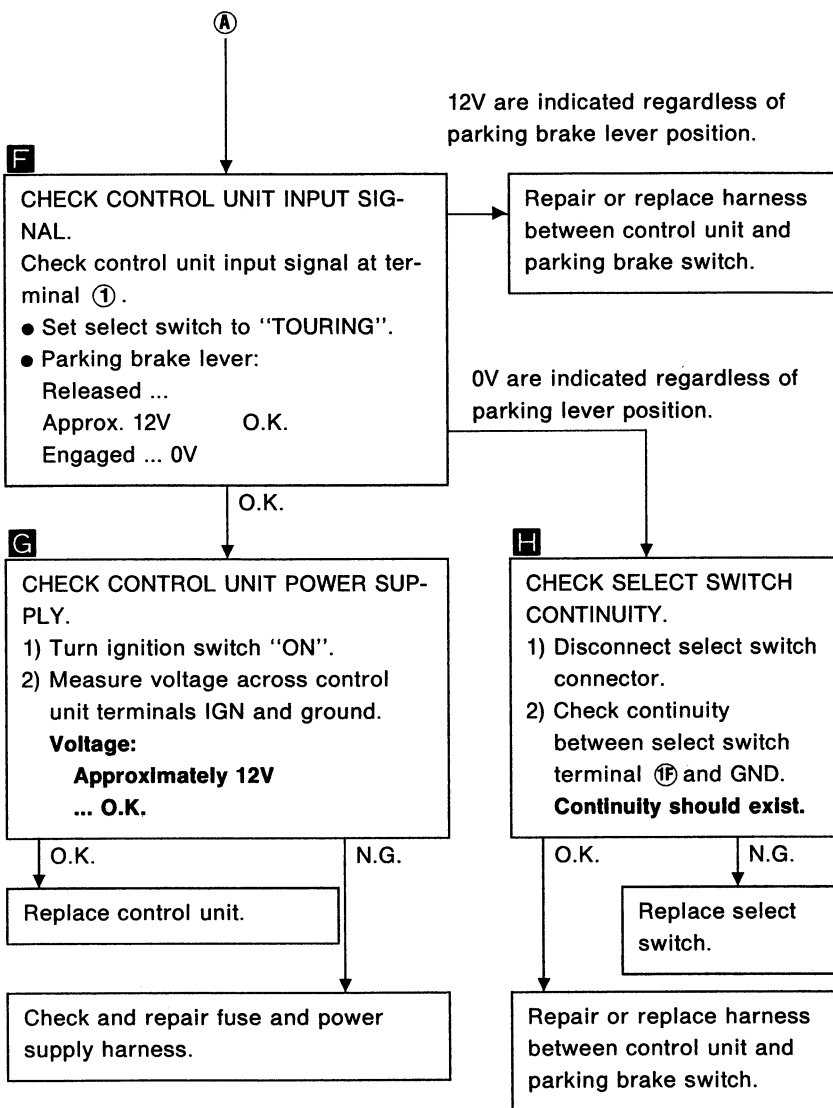 Ⓐ
12V are indicated regardless of
parking brake lever position.
F
CHECK CONTROL UNIT INPUT SIG-
NAL.
Check control unit input signal at ter-
minal ①.
● Set select switch to “TOURING”.
● Parking brake lever:
Released ...
Approx. 12V O.K.
Engaged ... 0V
Repair or replace harness
between control unit and
parking brake switch.
0V are indicated regardless of
parking lever position.
O.K.
G
CHECK CONTROL UNIT POWER SUP-
PLY.
1) Turn ignition switch “ON”.
2) Measure voltage across control
unit terminals IGN and ground.
Voltage:
Approximately 12V
... O.K.
H
CHECK SELECT SWITCH
CONTINUITY.
1) Disconnect select switch
connector.
2) Check continuity
between select switch
terminal 1F and GND.
Continuity should exist.
O.K.
N.G.
O.K.
N.G.
Replace control unit.
Replace select
switch.
Check and repair fuse and power
supply harness.
Repair or replace harness
between control unit and
parking brake switch.